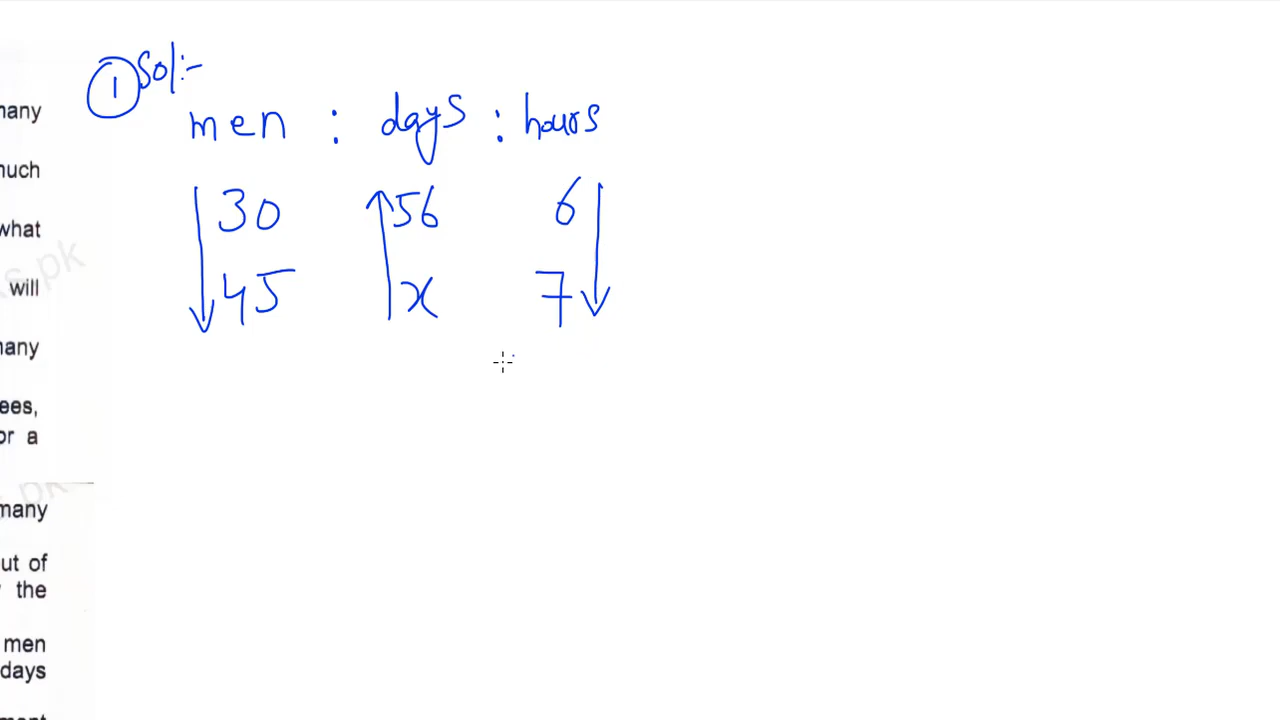 ① Sol:-
men : days : hours
30 56 6
45 x 7
many
much
what
will
many
ees,
or a
many
ut of
the
men
days